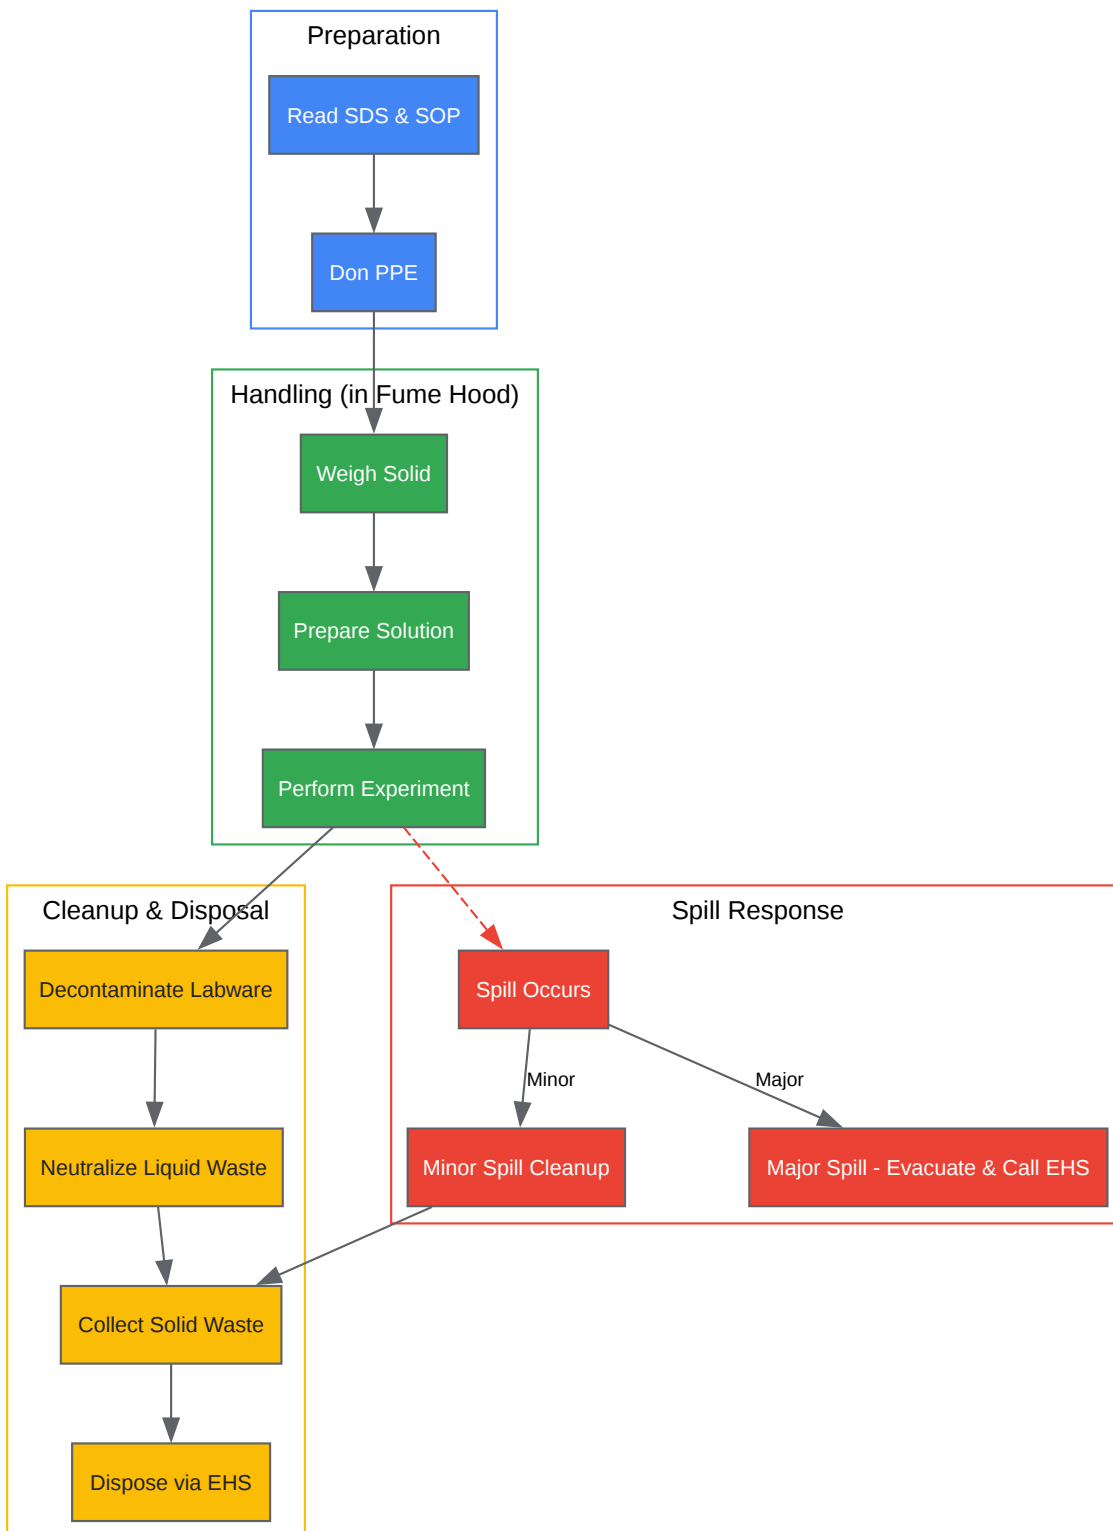 Preparation
Read SDS & SOP
Don PPE
Handling (in Fume Hood)
Weigh Solid
Prepare Solution
Perform Experiment
Cleanup & Disposal
Decontaminate Labware
Neutralize Liquid Waste
Collect Solid Waste
Dispose via EHS
Spill Response
Spill Occurs
Minor
Major
Minor Spill Cleanup
Major Spill - Evacuate & Call EHS